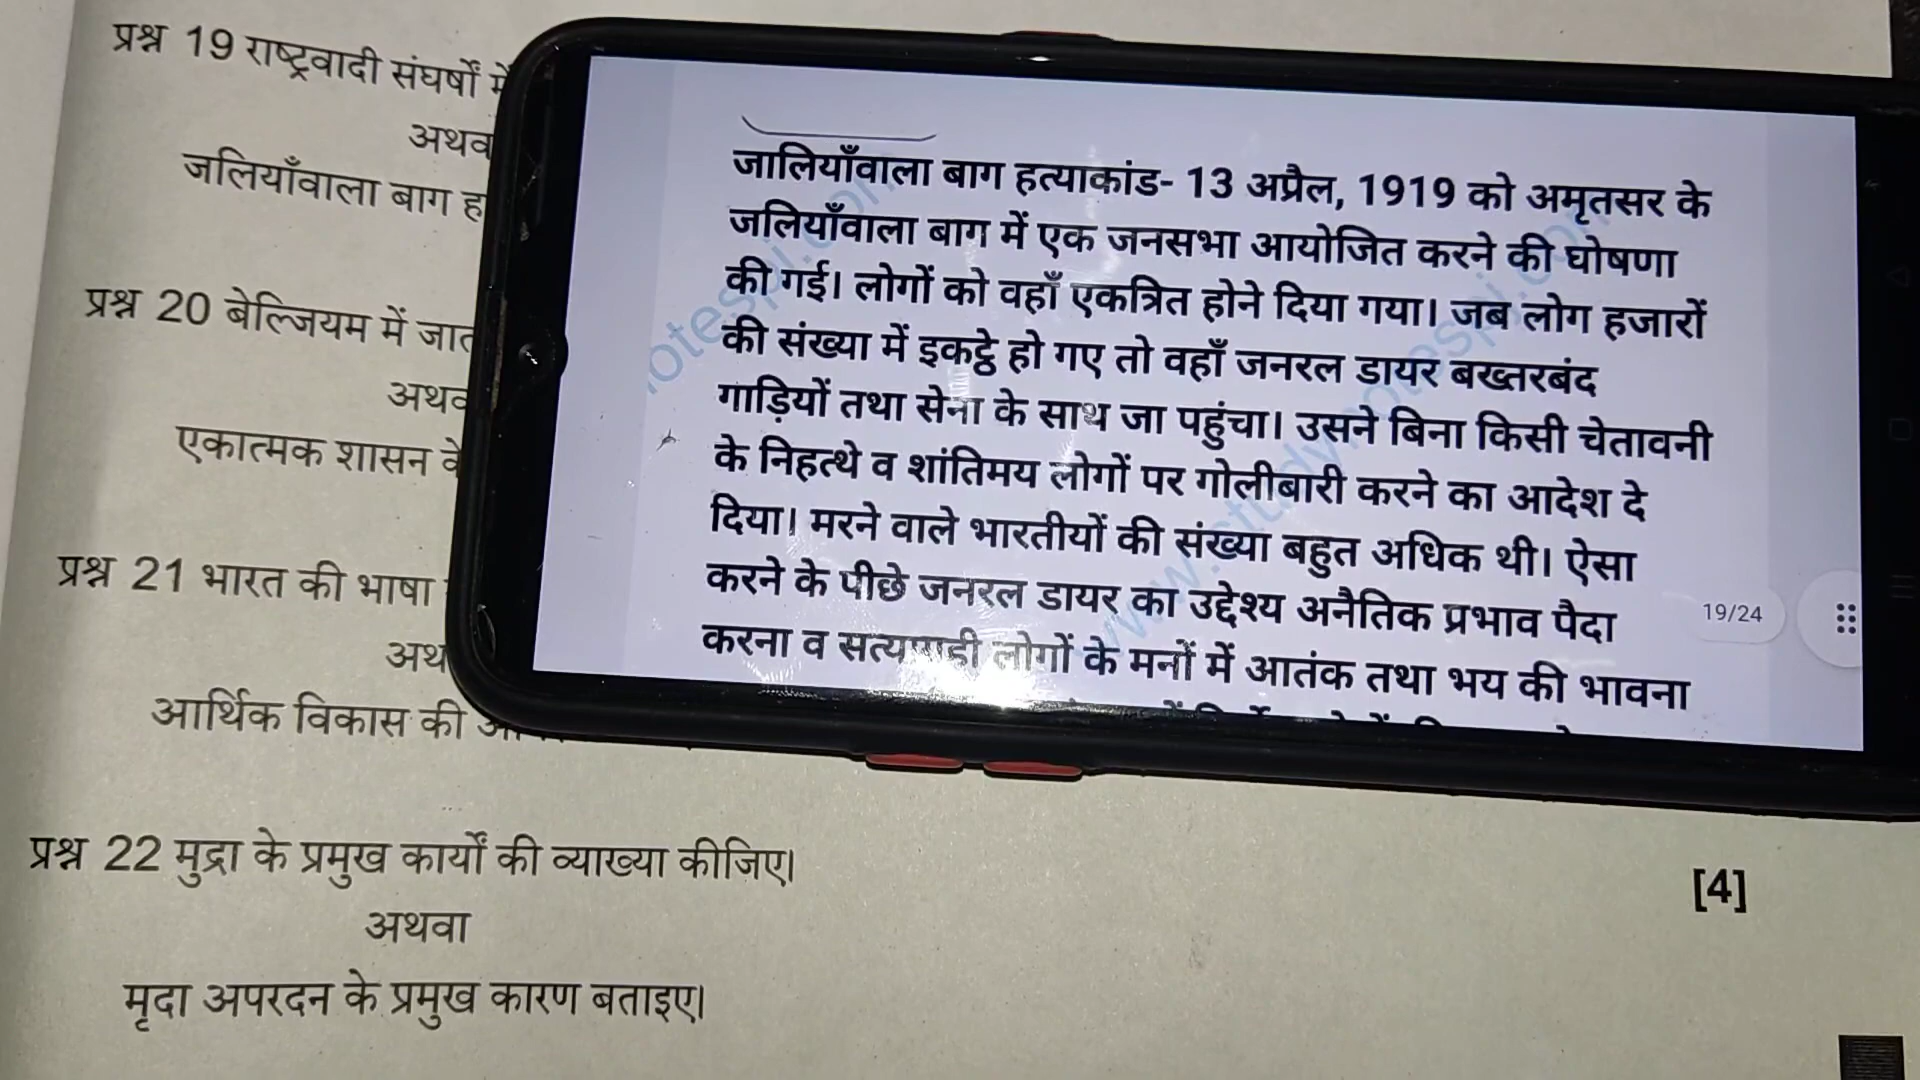 प्रश्न 19 राष्ट्रवादी संघर्षों में
जलियाँवाला बाग
प्रश्न 20 बेल्जियम में
एकात्मक शासन के
प्रश्न 21 भारत की भाषा
आर्थिक विकास की
प्रश्न 22 मुद्रा के प्रमुख कार्यों की व्याख्या कीजिए।
[4]
अथवा
मृदा अपरदन के प्रमुख कारण बताइए।
जालियाँवाला बाग हत्याकांड- 13 अप्रैल, 1919 को अमृतसर के
जलियाँवाला बाग में एक जनसभा आयोजित करने की घोषणा
की गई। लोगों को वहाँ एकत्रित होने दिया गया। जब लोग हजारों
की संख्या में इकट्ठे हो गए तो वहाँ जनरल डायर बख्तरबंद
गाड़ियों तथा सेना के साथ जा पहुंचा। उसने बिना किसी चेतावनी
के निहत्थे व शांतिमय लोगों पर गोलीबारी करने का आदेश दे
दिया। मरने वाले भारतीयों की संख्या बहुत अधिक थी। ऐसा
करने के पीछे जनरल डायर का उद्देश्य अनैतिक प्रभाव पैदा
करना व सत्याग्रही लोगों के मनों में आतंक तथा भय की भावना
19/24